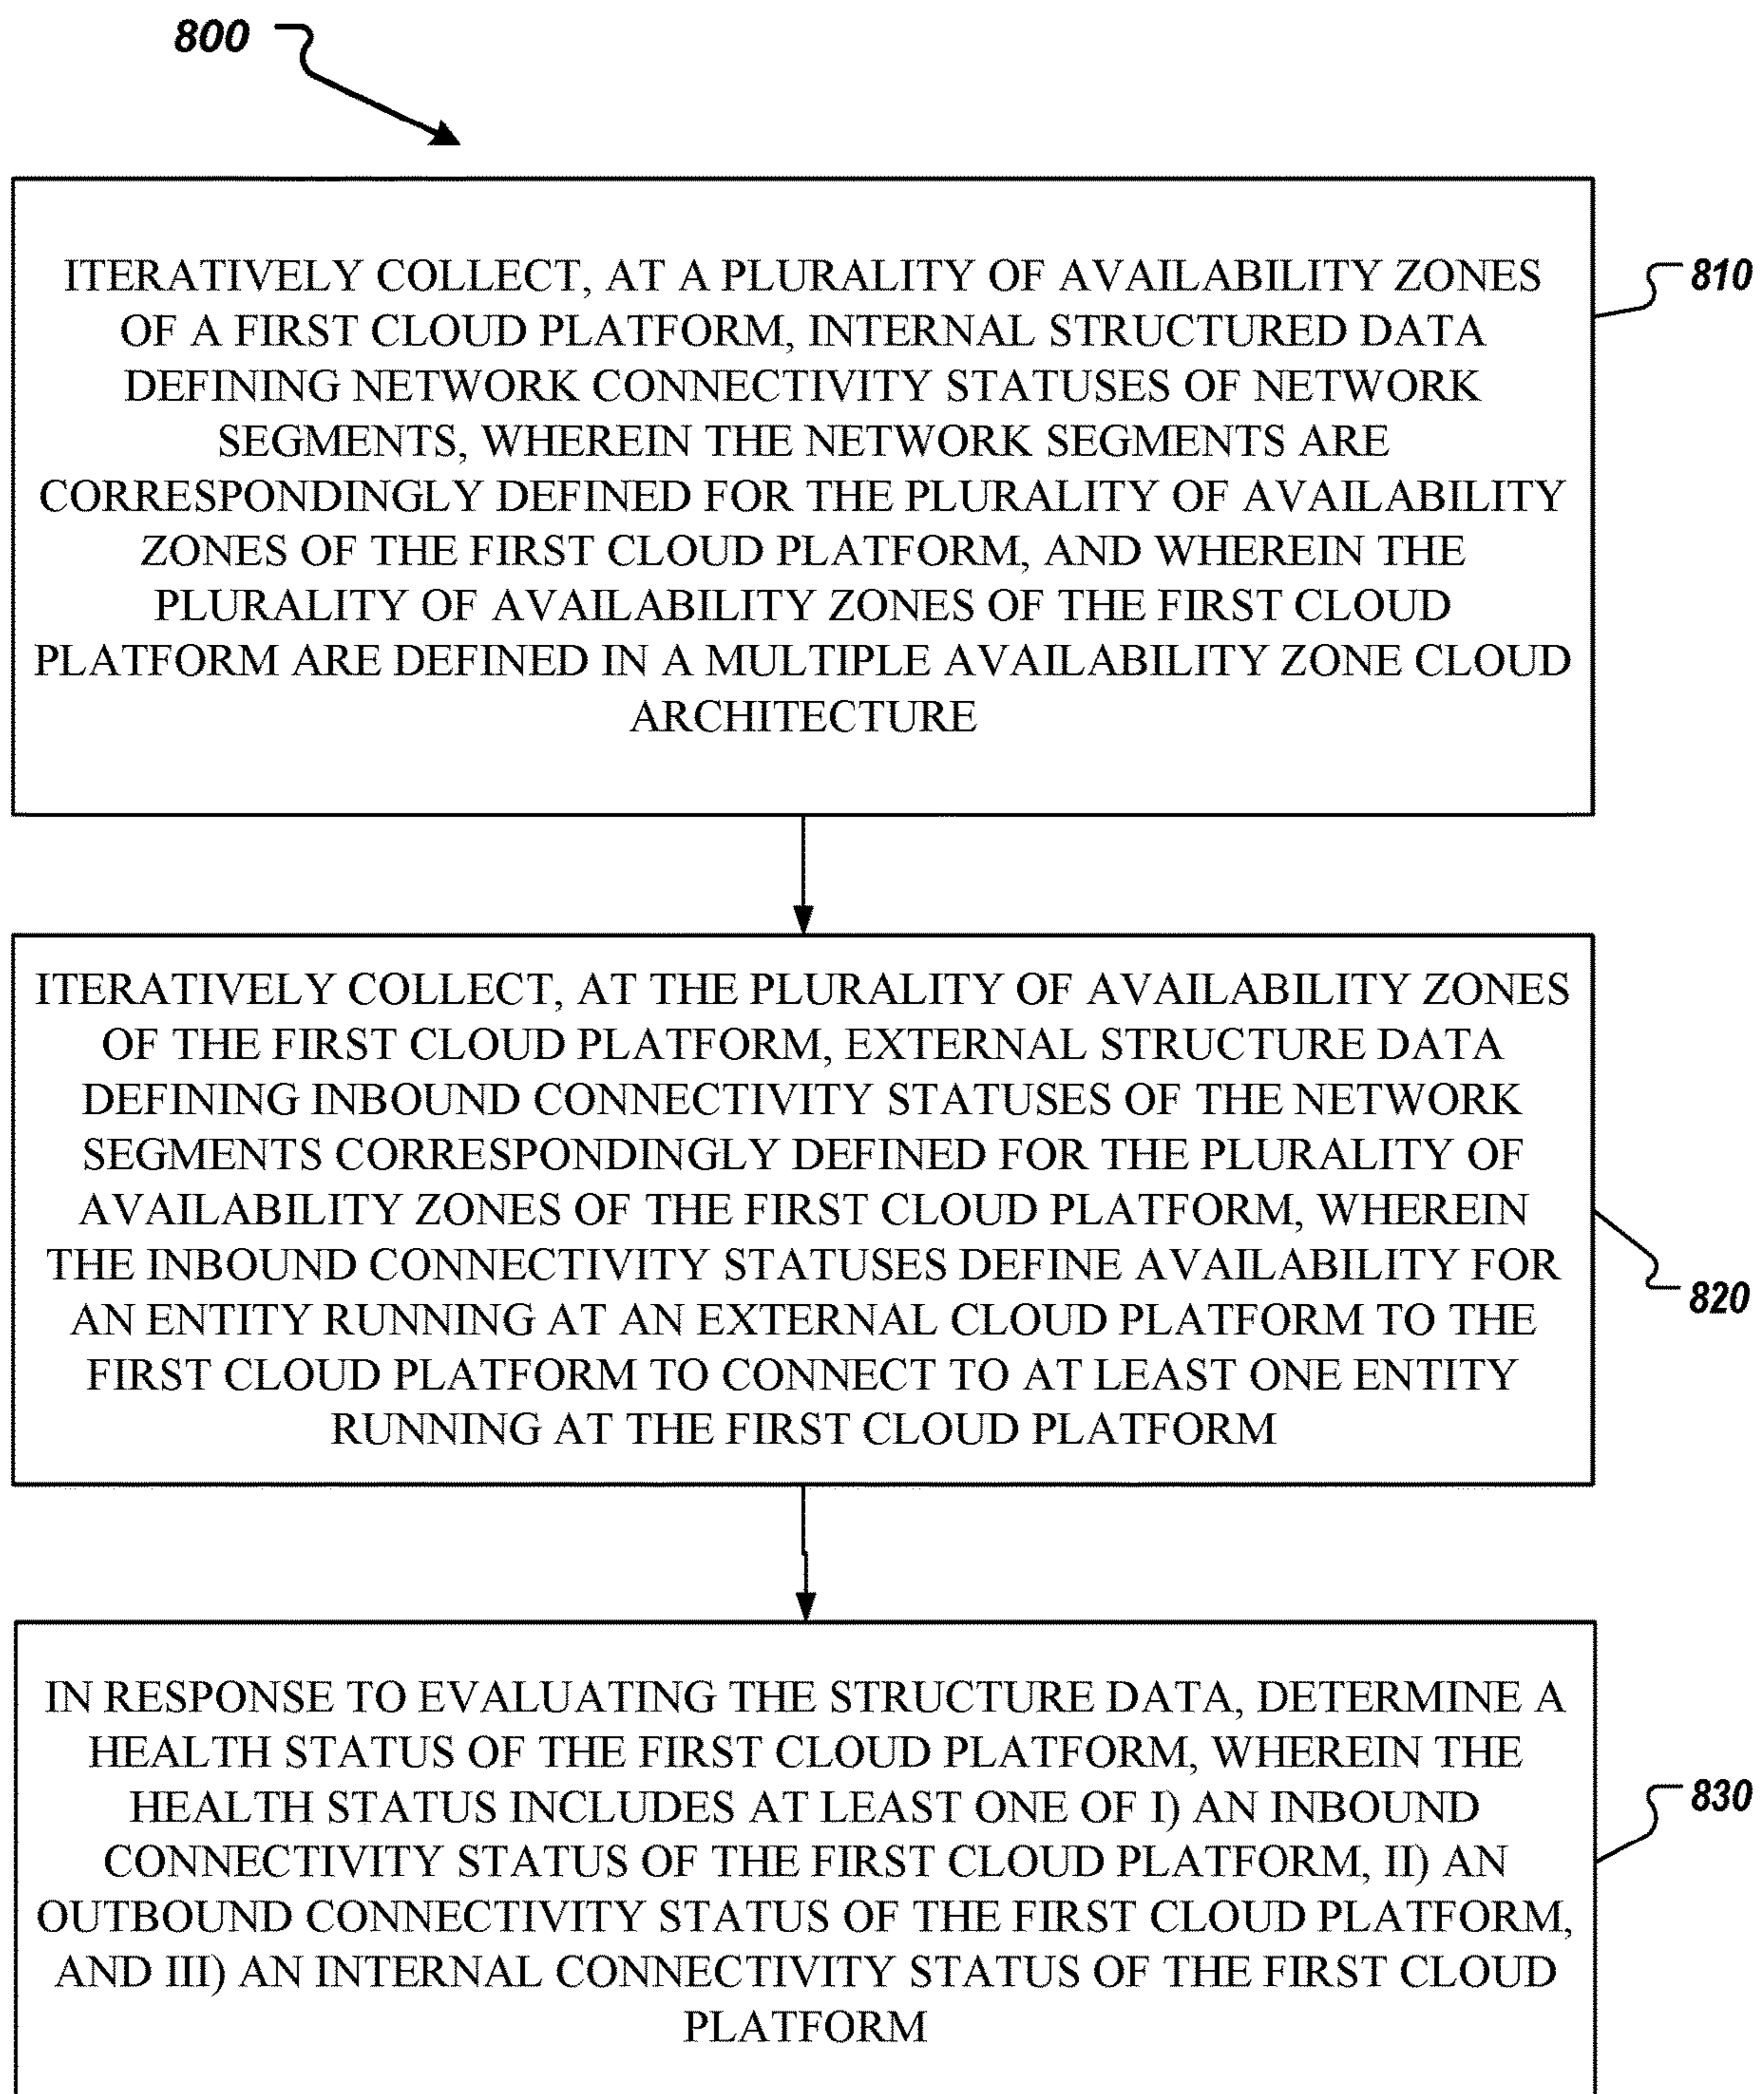 800
ITERATIVELY COLLECT, AT A PLURALITY OF AVAILABILITY ZONES
OF A FIRST CLOUD PLATFORM, INTERNAL STRUCTURED DATA
DEFINING NETWORK CONNECTIVITY STATUSES OF NETWORK
SEGMENTS, WHEREIN THE NETWORK SEGMENTS ARE
CORRESPONDINGLY DEFINED FOR THE PLURALITY OF AVAILABILITY
ZONES OF THE FIRST CLOUD PLATFORM, AND WHEREIN THE
PLURALITY OF AVAILABILITY ZONES OF THE FIRST CLOUD
PLATFORM ARE DEFINED IN A MULTIPLE AVAILABILITY ZONE CLOUD
ARCHITECTURE
810
ITERATIVELY COLLECT, AT THE PLURALITY OF AVAILABILITY ZONES
OF THE FIRST CLOUD PLATFORM, EXTERNAL STRUCTURE DATA
DEFINING INBOUND CONNECTIVITY STATUSES OF THE NETWORK
SEGMENTS CORRESPONDINGLY DEFINED FOR THE PLURALITY OF
AVAILABILITY ZONES OF THE FIRST CLOUD PLATFORM, WHEREIN
THE INBOUND CONNECTIVITY STATUSES DEFINE AVAILABILITY FOR
AN ENTITY RUNNING AT AN EXTERNAL CLOUD PLATFORM TO THE
FIRST CLOUD PLATFORM TO CONNECT TO AT LEAST ONE ENTITY
RUNNING AT THE FIRST CLOUD PLATFORM
820
IN RESPONSE TO EVALUATING THE STRUCTURE DATA, DETERMINE A
HEALTH STATUS OF THE FIRST CLOUD PLATFORM, WHEREIN THE
HEALTH STATUS INCLUDES AT LEAST ONE OF I) AN INBOUND
CONNECTIVITY STATUS OF THE FIRST CLOUD PLATFORM, II) AN
OUTBOUND CONNECTIVITY STATUS OF THE FIRST CLOUD PLATFORM,
AND III) AN INTERNAL CONNECTIVITY STATUS OF THE FIRST CLOUD
PLATFORM
830